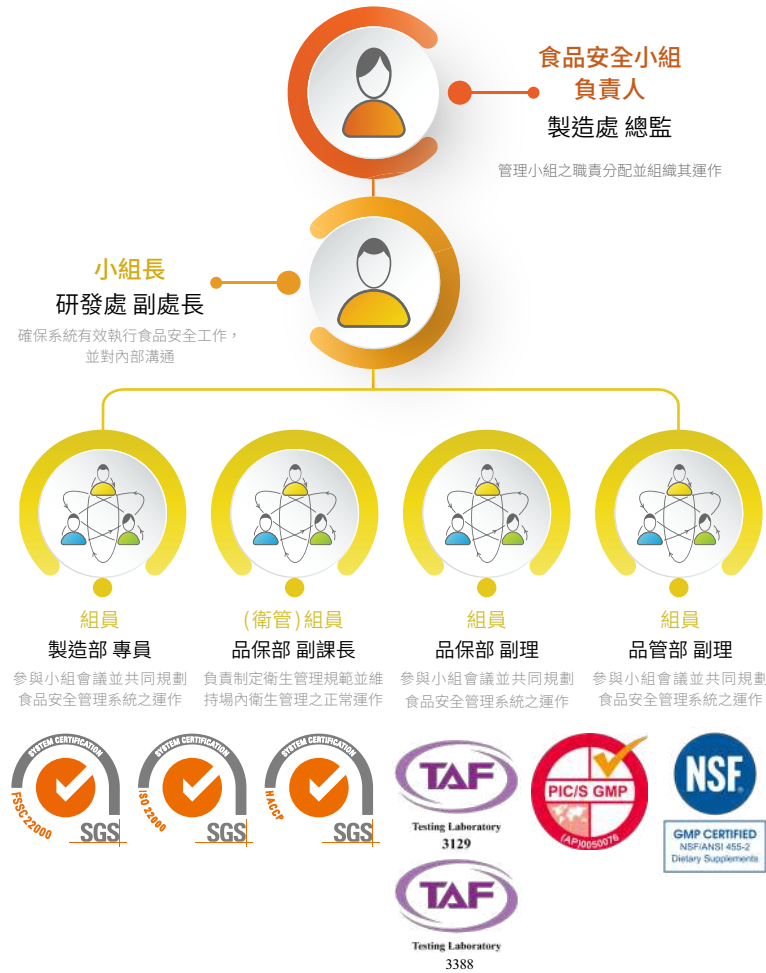 食品安全小組
負責人
製造處 總監
管理小組之職責分配並組織其運作
小組長
研發處 副處長
確保系統有效執行食品安全工作，
並對內部溝通
組員
製造部 專員
參與小組會議並共同規劃
食品安全管理系統之運作
(衛管)組員
品保部 副課長
負責制定衛生管理規範並維
持場內衛生管理之正常運作
組員
品保部 副理
參與小組會議並共同規劃
食品安全管理系統之運作
組員
品管部 副理
參與小組會議並共同規劃
食品安全管理系統之運作
SYSTEM CERTIFICATION
FSSC 22000
SGS
SYSTEM CERTIFICATION
ISO 22000
SGS
SYSTEM CERTIFICATION
HACCP
SGS
TAF
Testing Laboratory
3129
PIC/S GMP
(AP)0050076
NSF
GMP CERTIFIED
NSF/ANSI 455-2
Dietary Supplements
TAF
Testing Laboratory
3388